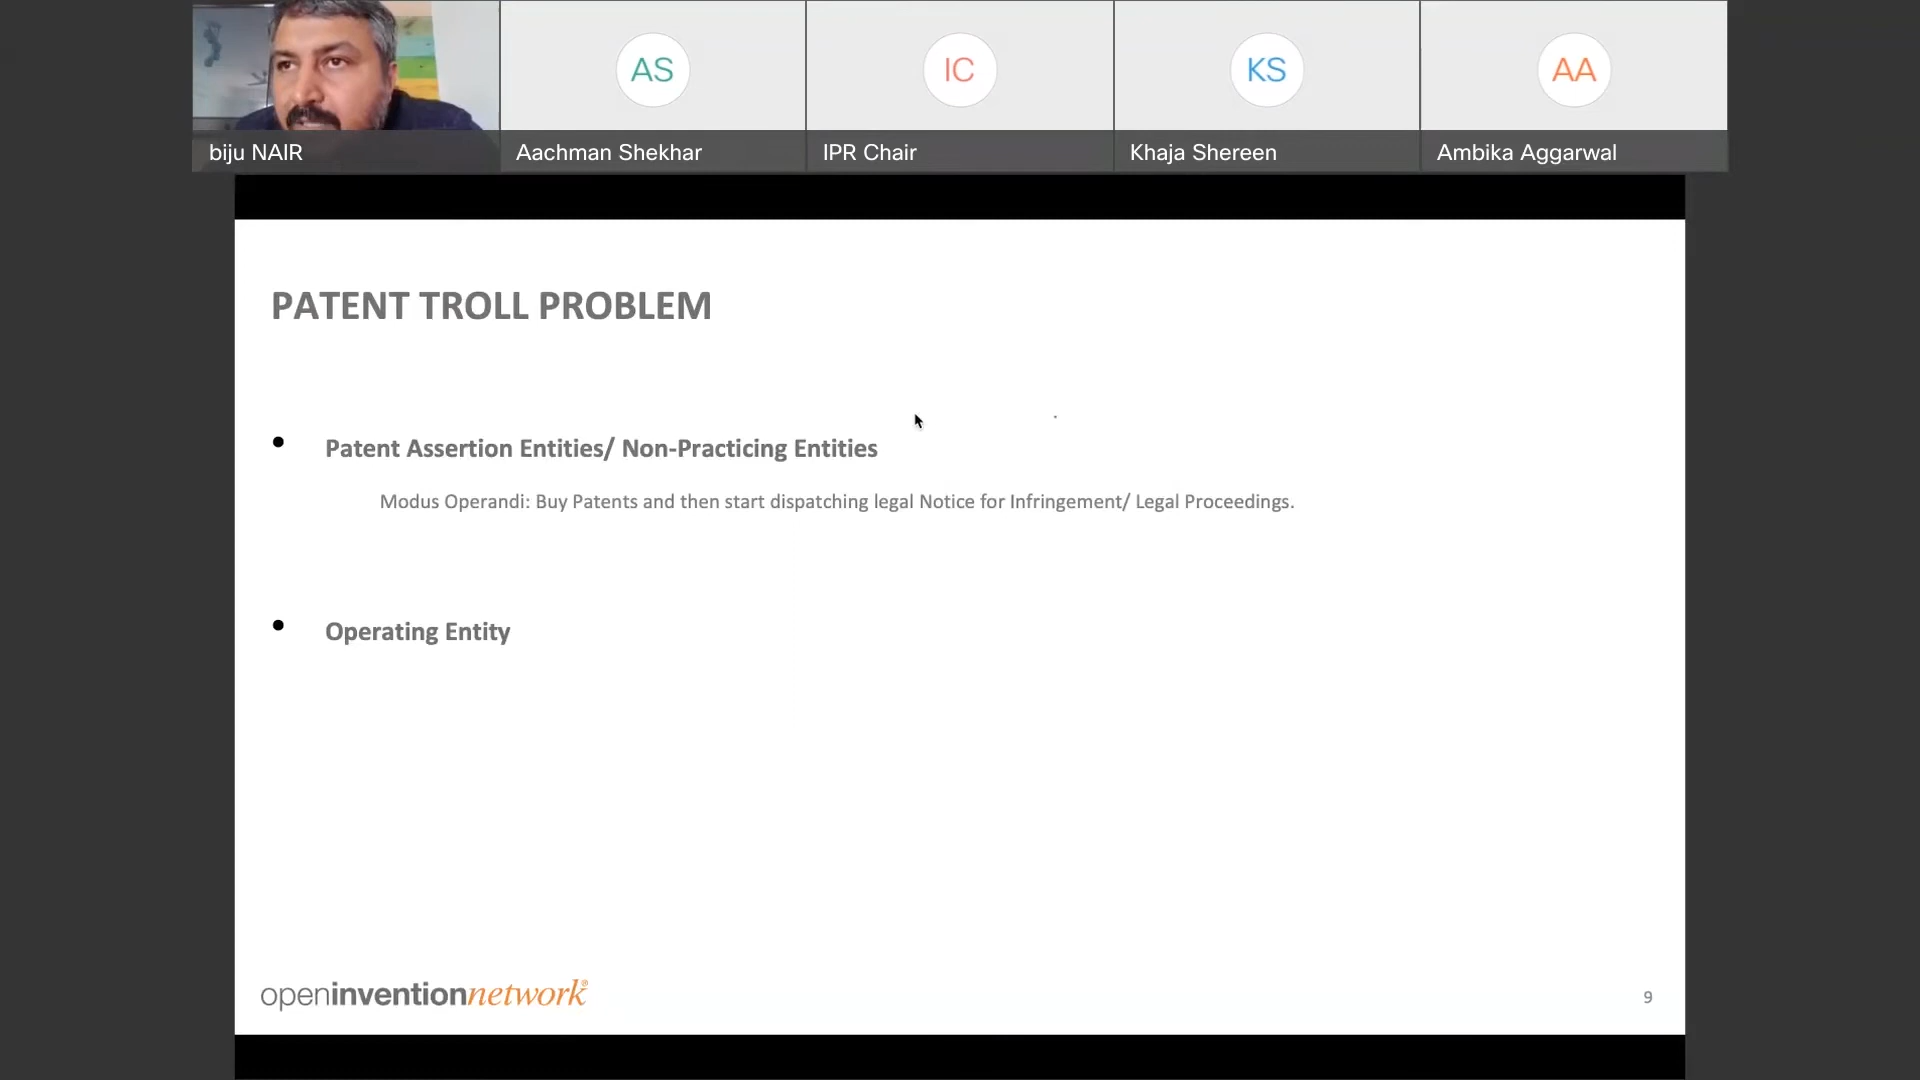 AS
IC
KS
AA
biju NAIR
Aachman Shekhar
IPR Chair
Khaja Shereen
Ambika Aggarwal
PATENT TROLL PROBLEM
• Patent Assertion Entities/ Non-Practicing Entities
Modus Operandi: Buy Patents and then start dispatching legal Notice for Infringement/ Legal Proceedings.
• Operating Entity
openinventionnetwork®
9